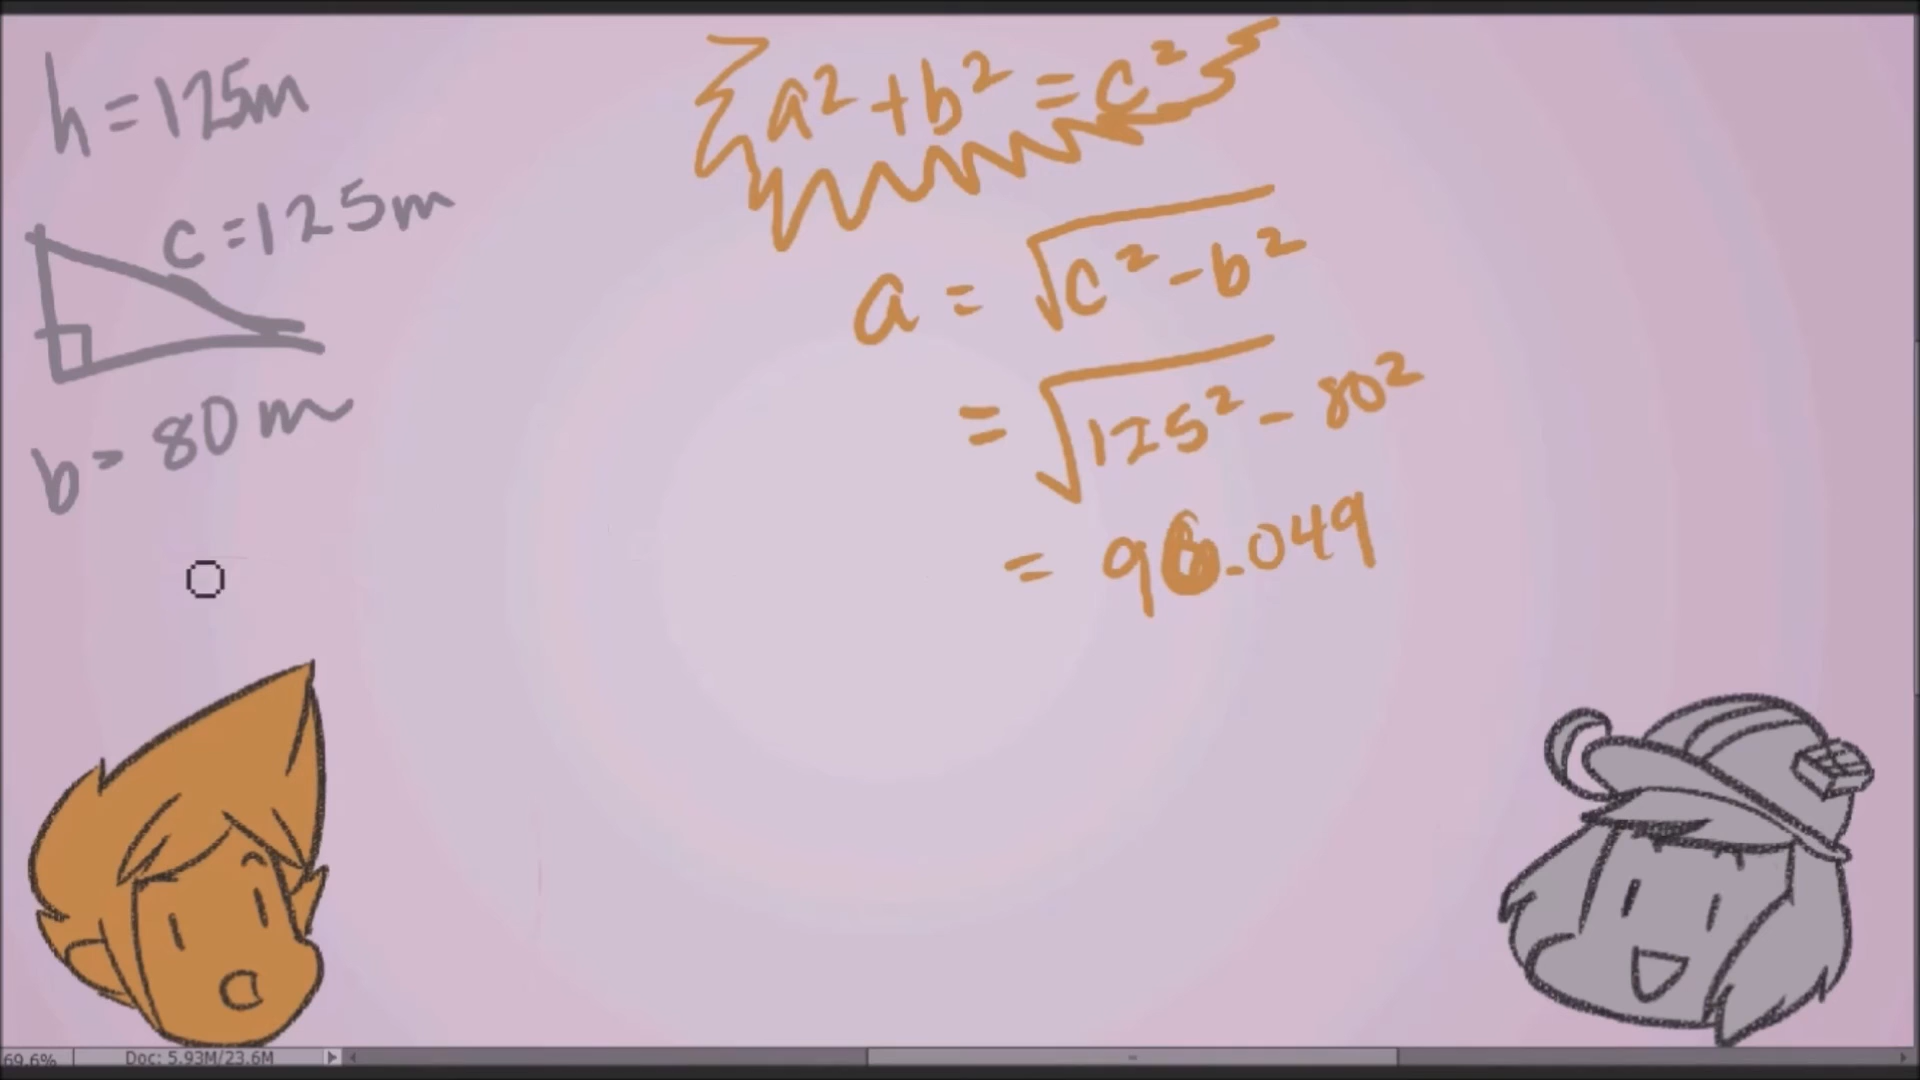 h = 125m
c = 125m
b = 80 m
a² + b² = c²
a = √c² - b²
= √125² - 80²
= 96.049
69.6% Doc: 5.93M/23.6M